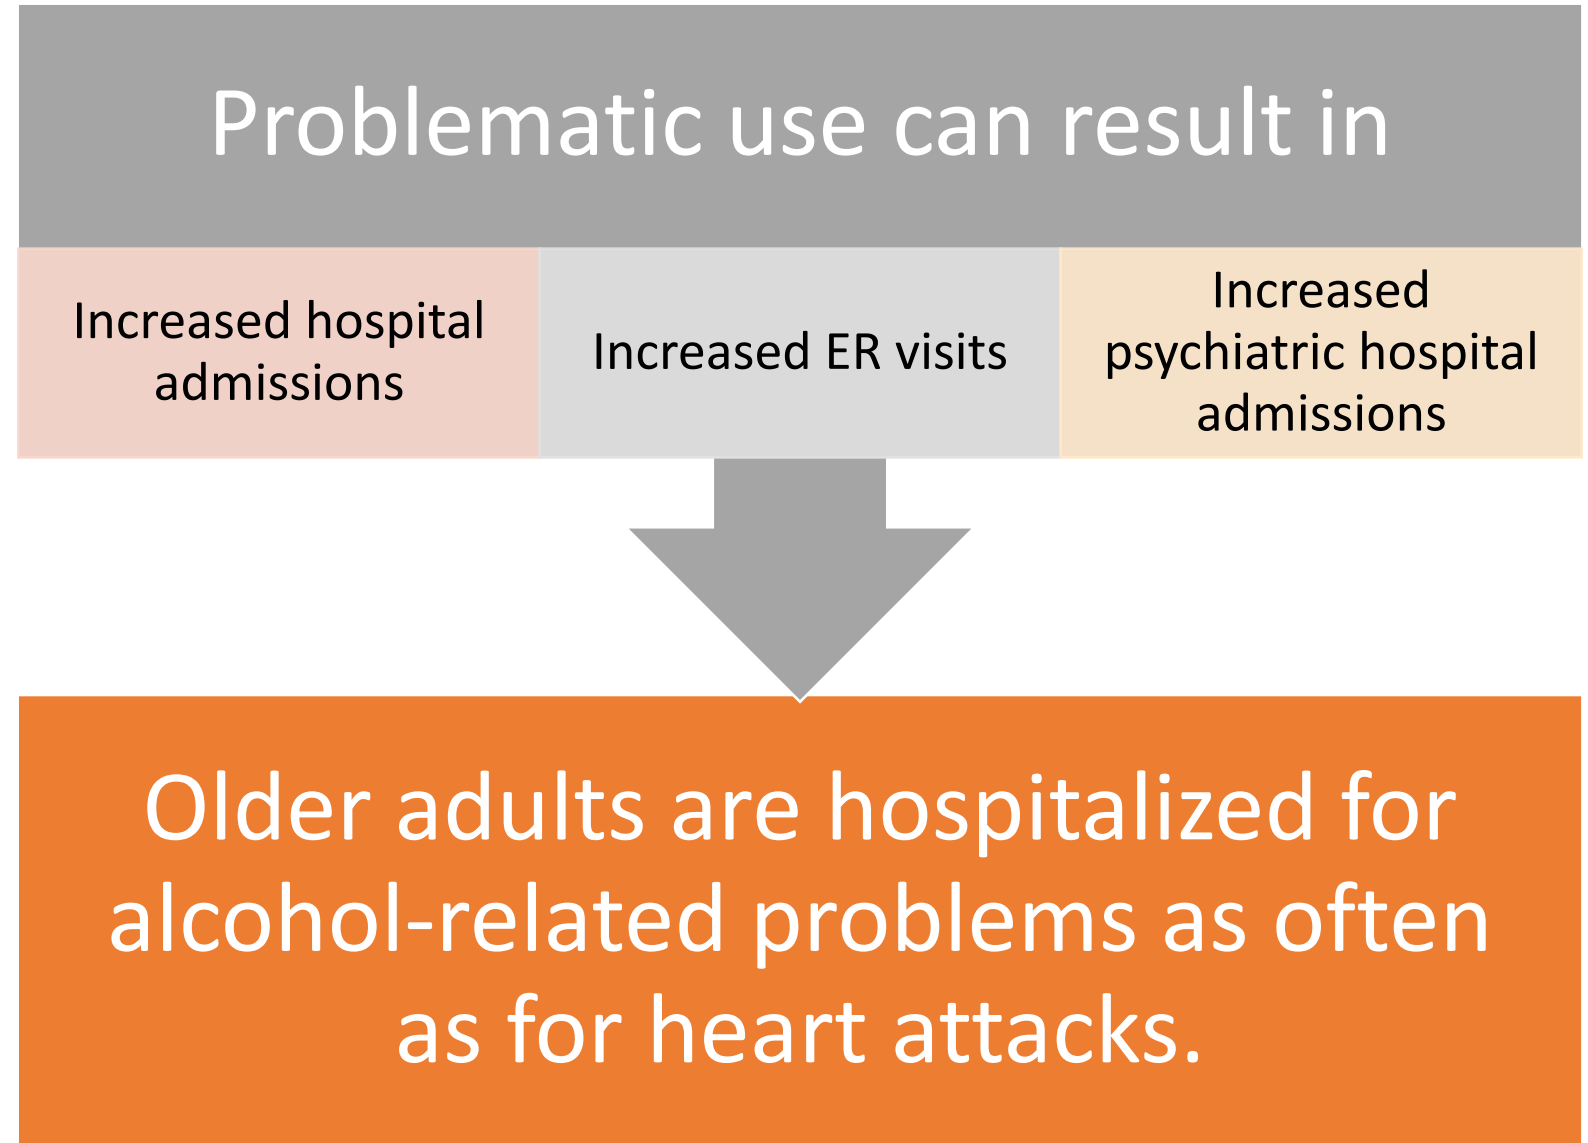 Problematic use can result in
Increased hospital
admissions
Increased ER visits
Increased
psychiatric hospital
admissions
Older adults are hospitalized for
alcohol-related problems as often
as for heart attacks.